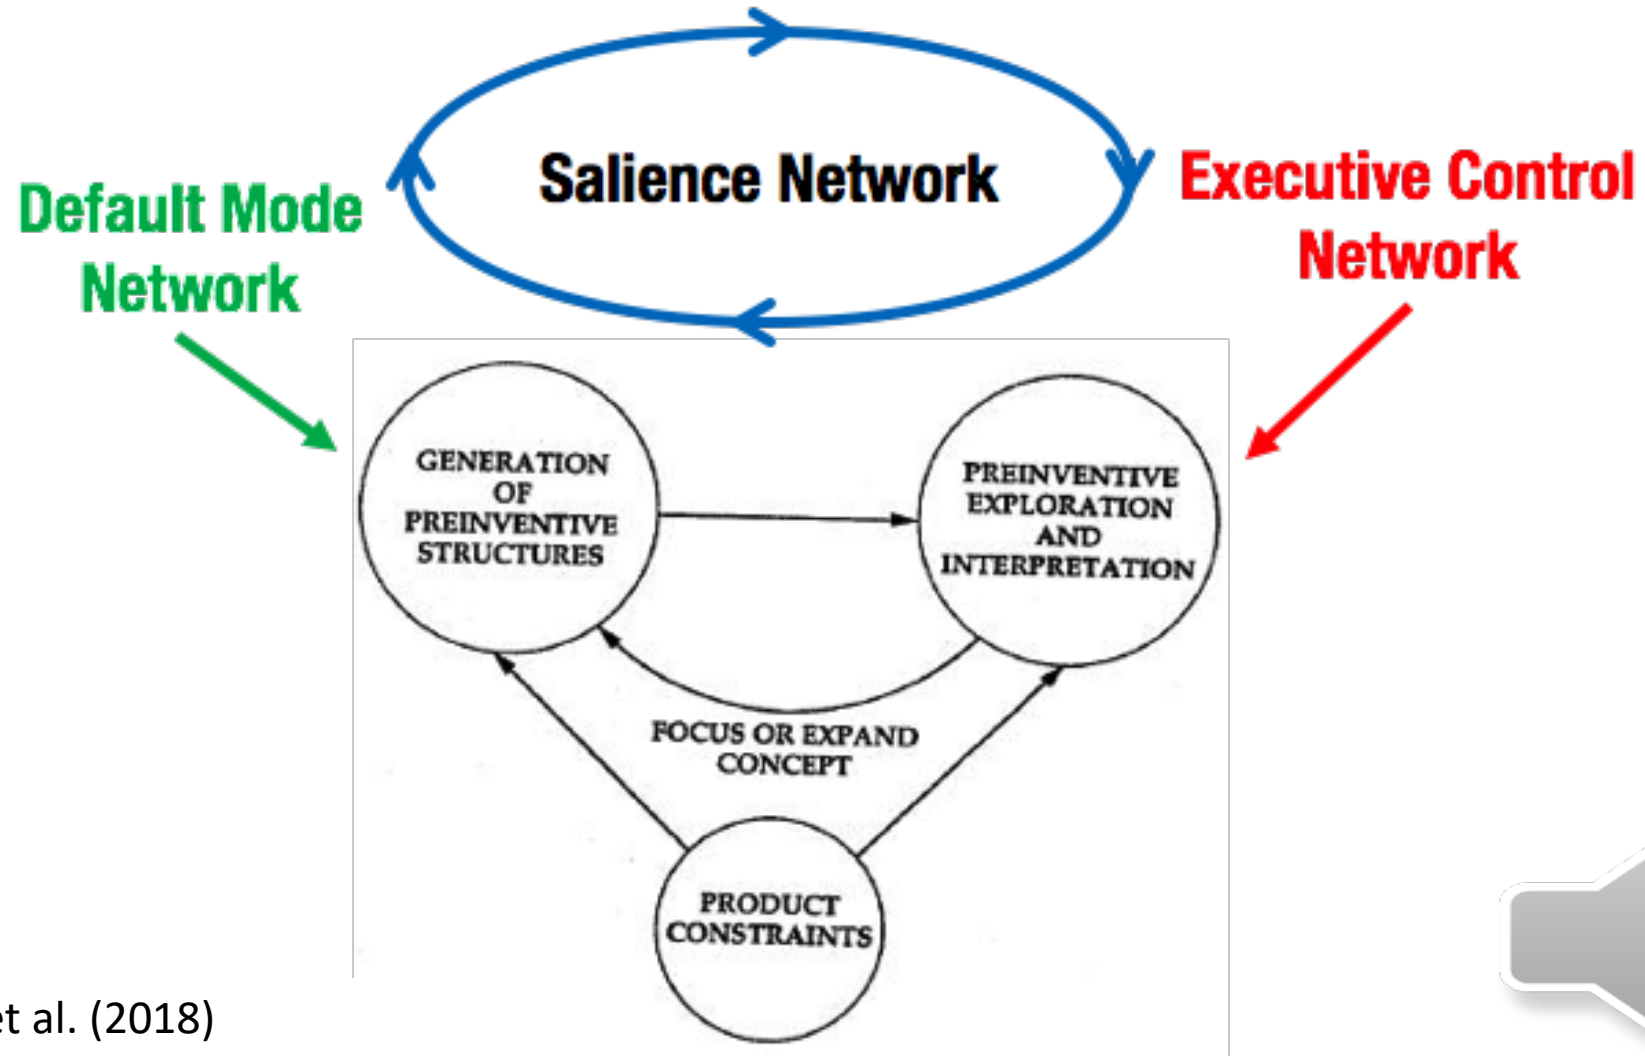 Salience Network
Default Mode
Network
Executive Control
Network
GENERATION
OF
PREINVENTIVE
STRUCTURES
PREINVENTIVE
EXPLORATION
AND
INTERPRETATION
FOCUS OR EXPAND
CONCEPT
PRODUCT
CONSTRAINTS
et al. (2018)